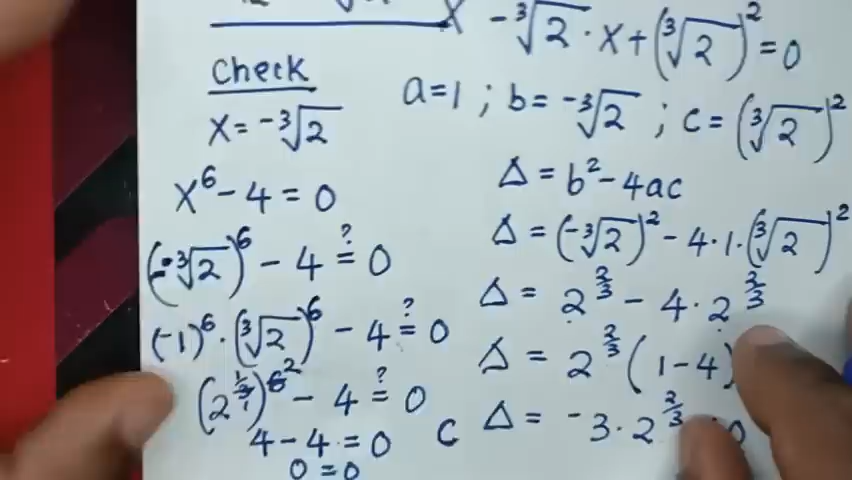 x - ∛2 · x + (∛2)² = 0
Check
x = -∛2
x⁶ - 4 = 0
(-∛2)⁶ - 4 ≟ 0
(-1)⁶ · (∛2)⁶ - 4 ≟ 0
4 - 4 = 0
0 = 0
a = 1 ; b = -∛2 ; c = (∛2)²
Δ = b² - 4ac
Δ = (-∛2)² - 4 · 1 · (∛2)²
Δ = 2^(2/3) - 4 · 2^(2/3)
Δ = 2^(2/3) (1 - 4)
C Δ = -3 · 2^(2/3) 0